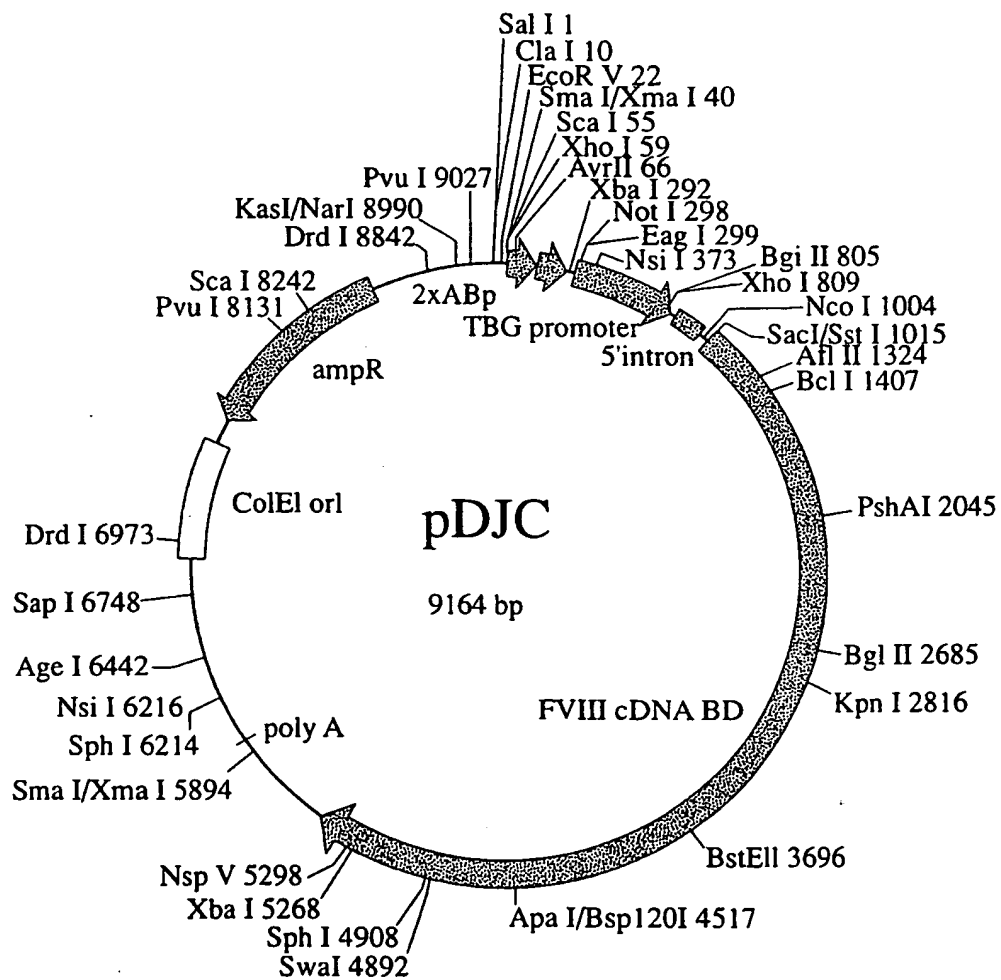 Sal I 1
Cla I 10
EcoR V 22
Sma I/Xma I 40
Sca I 55
Xho I 59
AvrII 66
Xba I 292
Not I 298
Eag I 299
Nsi I 373
Bgi II 805
Xho I 809
Nco I 1004
SacI/Sst I 1015
Afl II 1324
Bcl I 1407
PshAI 2045
Bgl II 2685
Kpn I 2816
BstEll 3696
Apa I/Bsp120I 4517
SwaI 4892
Sph I 4908
Xba I 5268
Nsp V 5298
Sma I/Xma I 5894
Sph I 6214
Nsi I 6216
Age I 6442
Sap I 6748
Drd I 6973
Pvu I 8131
Sca I 8242
Drd I 8842
KasI/NarI 8990
Pvu I 9027
2xABp
TBG promoter
5'intron
ampR
ColEl orl
pDJC
9164 bp
FVIII cDNA BD
poly A